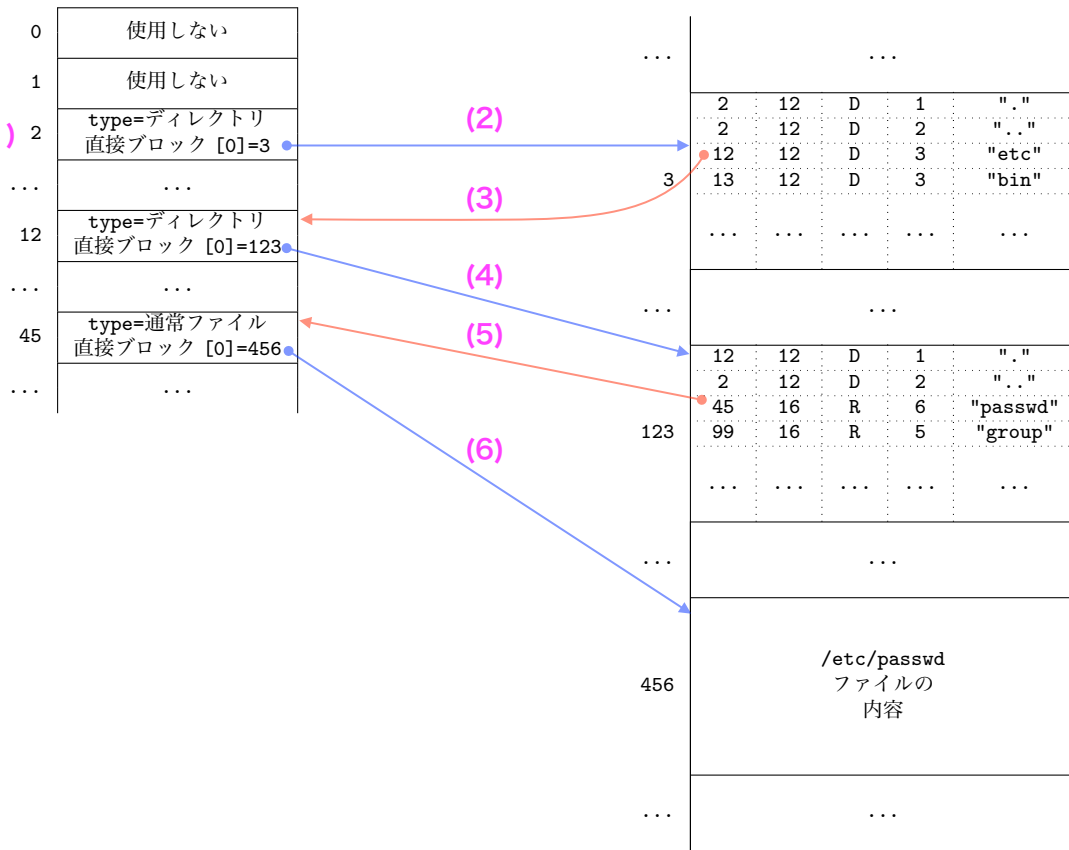 0 使用しない
1 使用しない
) 2 type=ディレクトリ
直接ブロック [0]=3
... ...
12 type=ディレクトリ
直接ブロック [0]=123
... ...
45 type=通常ファイル
直接ブロック [0]=456
... ...
(2)
(3)
(4)
(5)
(6)
... ...
3
2 12 D 1 "."
2 12 D 2 ".."
12 12 D 3 "etc"
13 12 D 3 "bin"
... ... ... ... ...
... ...
123
12 12 D 1 "."
2 12 D 2 ".."
45 16 R 6 "passwd"
99 16 R 5 "group"
... ... ... ... ...
... ...
456
/etc/passwd
ファイルの
内容
... ...